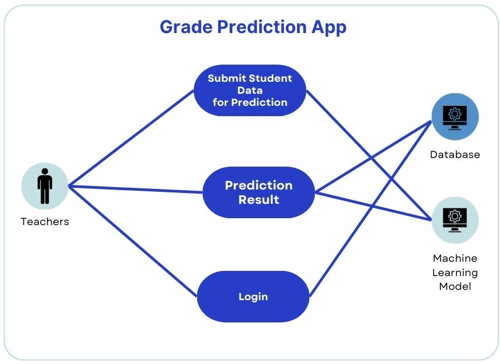 Grade Prediction App
Submit Student
Data
for Prediction
Database
Prediction
Result
Teachers
Machine
Learning
Model
Login